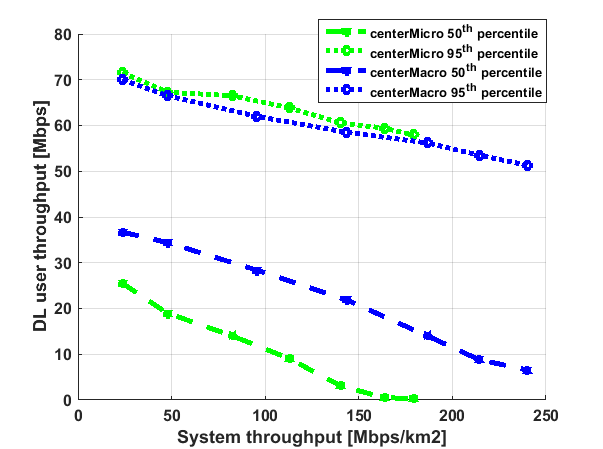 centerMicro 50th percentile
centerMicro 95th percentile
centerMacro 50th percentile
centerMacro 95th percentile
80
70
60
50
40
30
20
10
0
DL user throughput [Mbps]
0 50 100 150 200 250
System throughput [Mbps/km2]